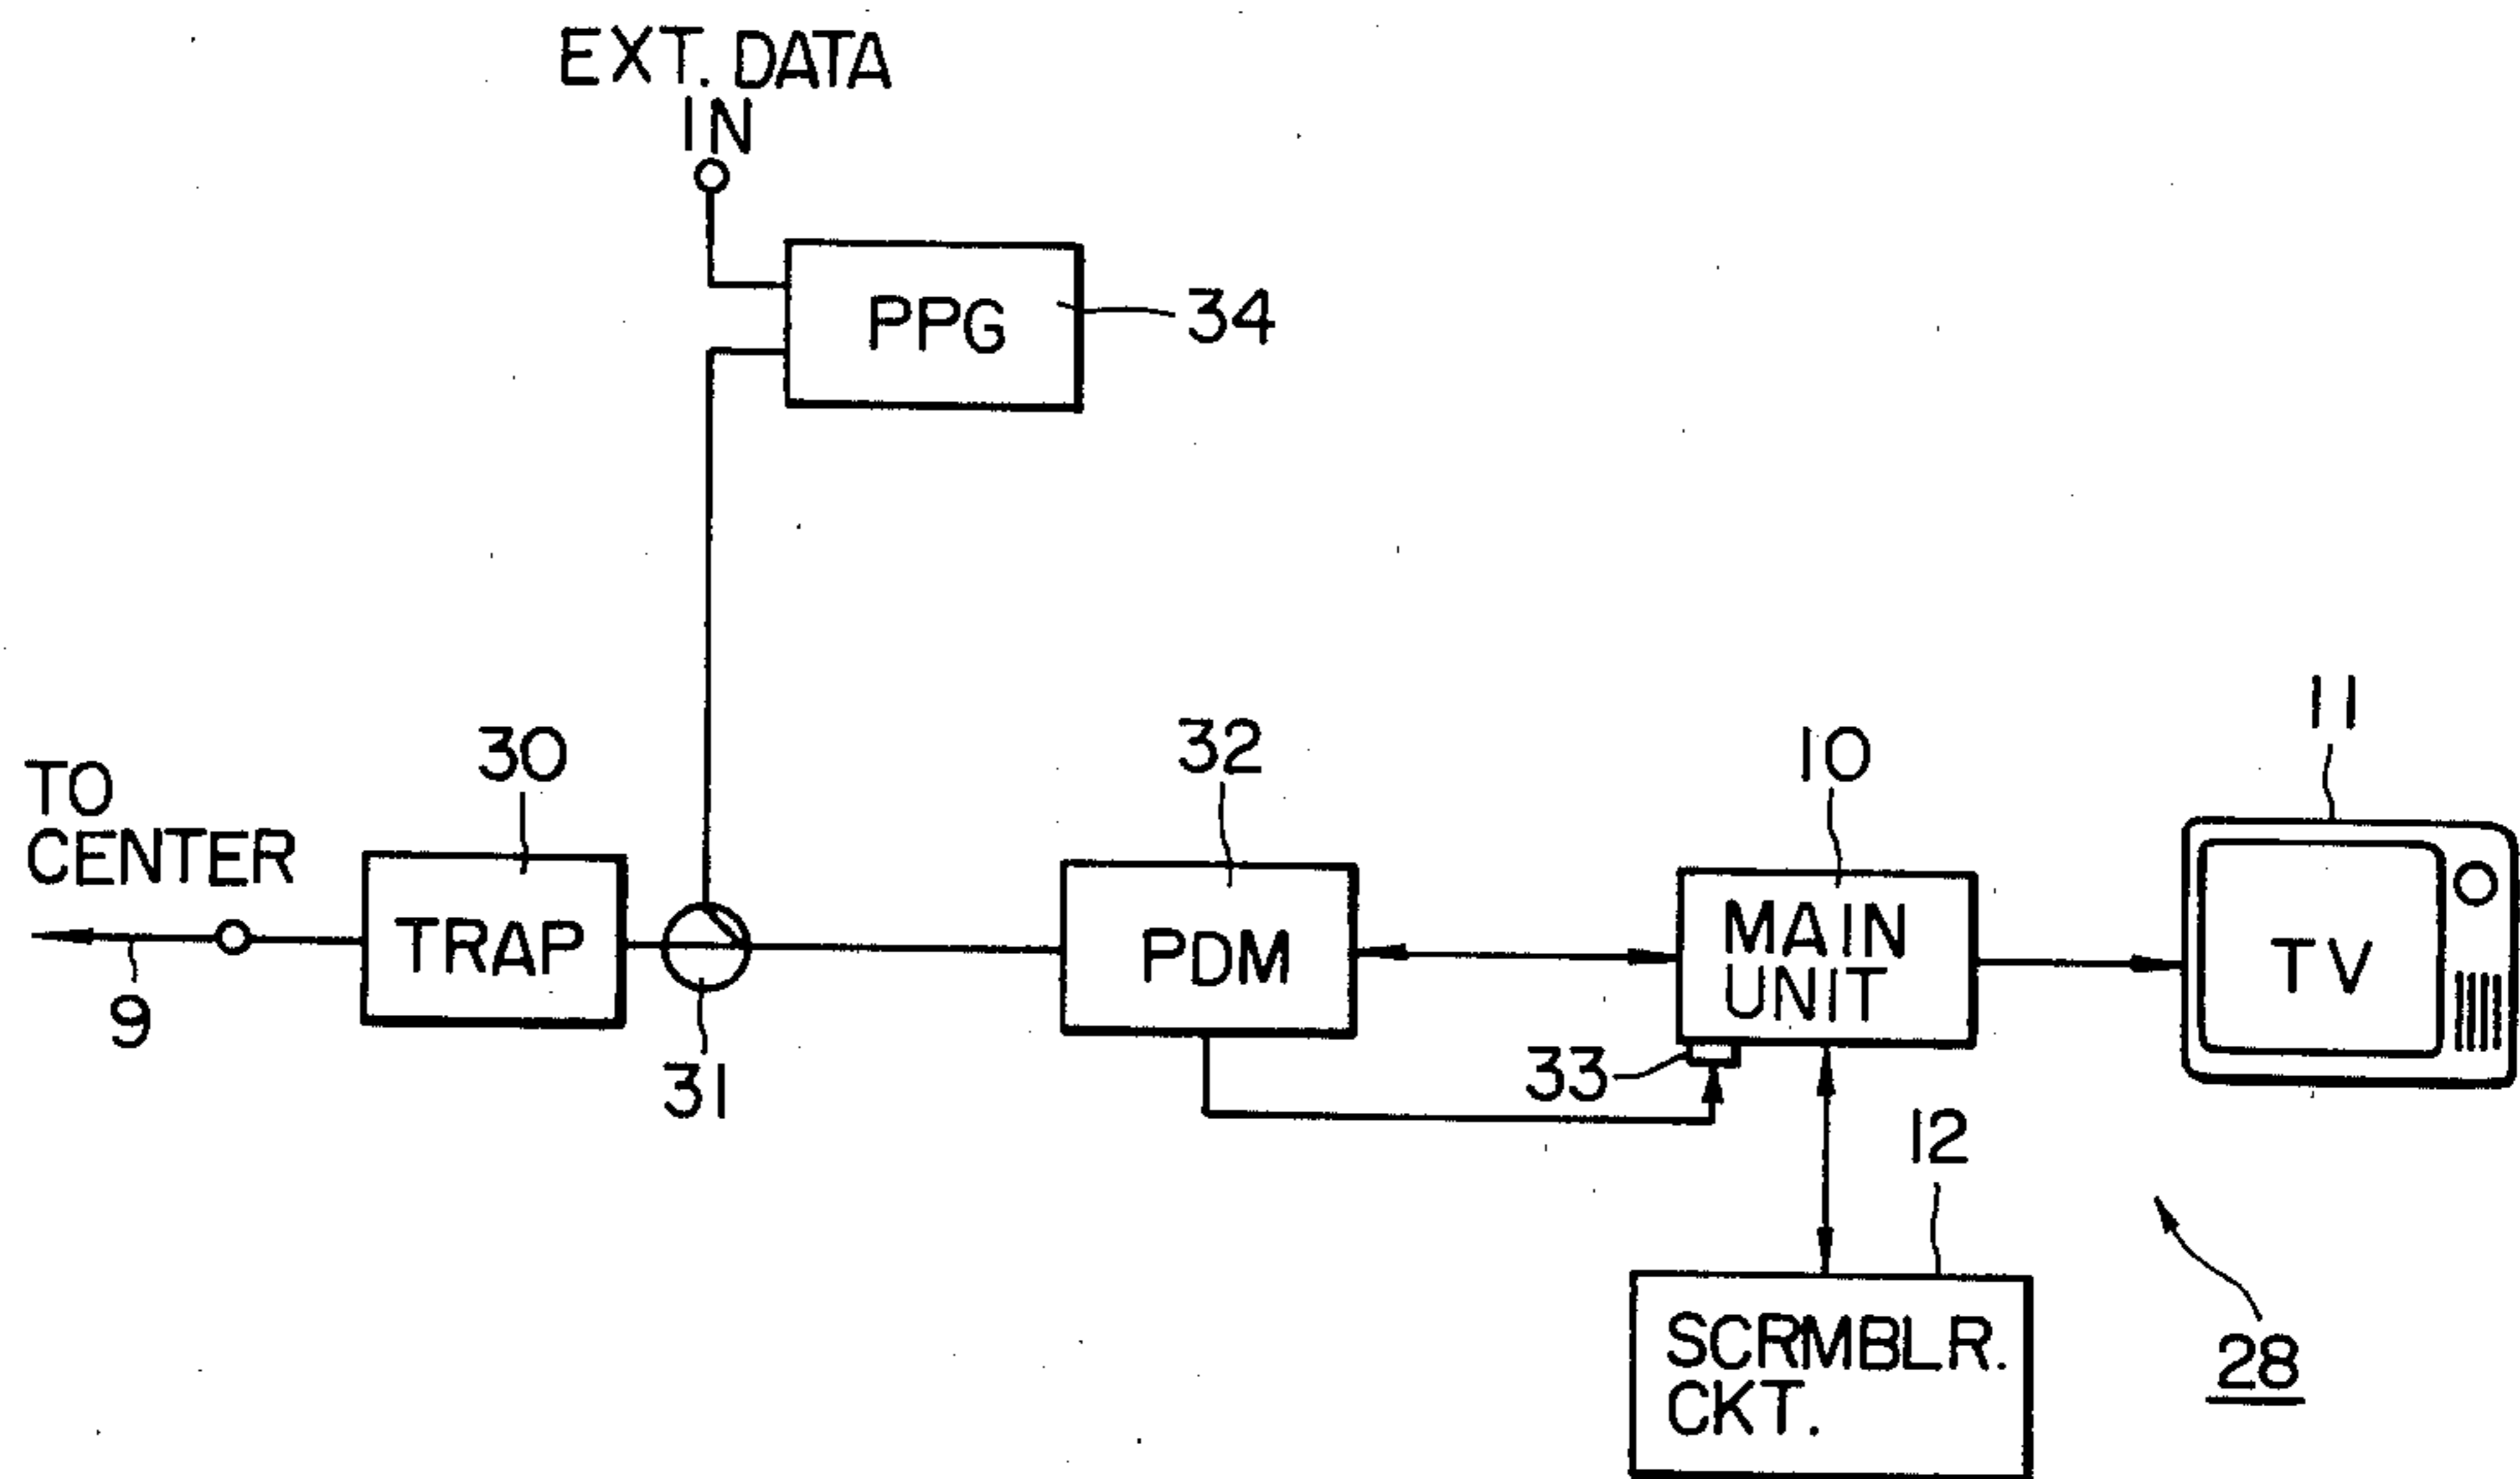 EXT. DATA
IN
PPG
34
TO
CENTER
30
TRAP
9
31
32
PDM
10
MAIN
UNIT
33
11
TV
12
SCRMBLR.
CKT.
28